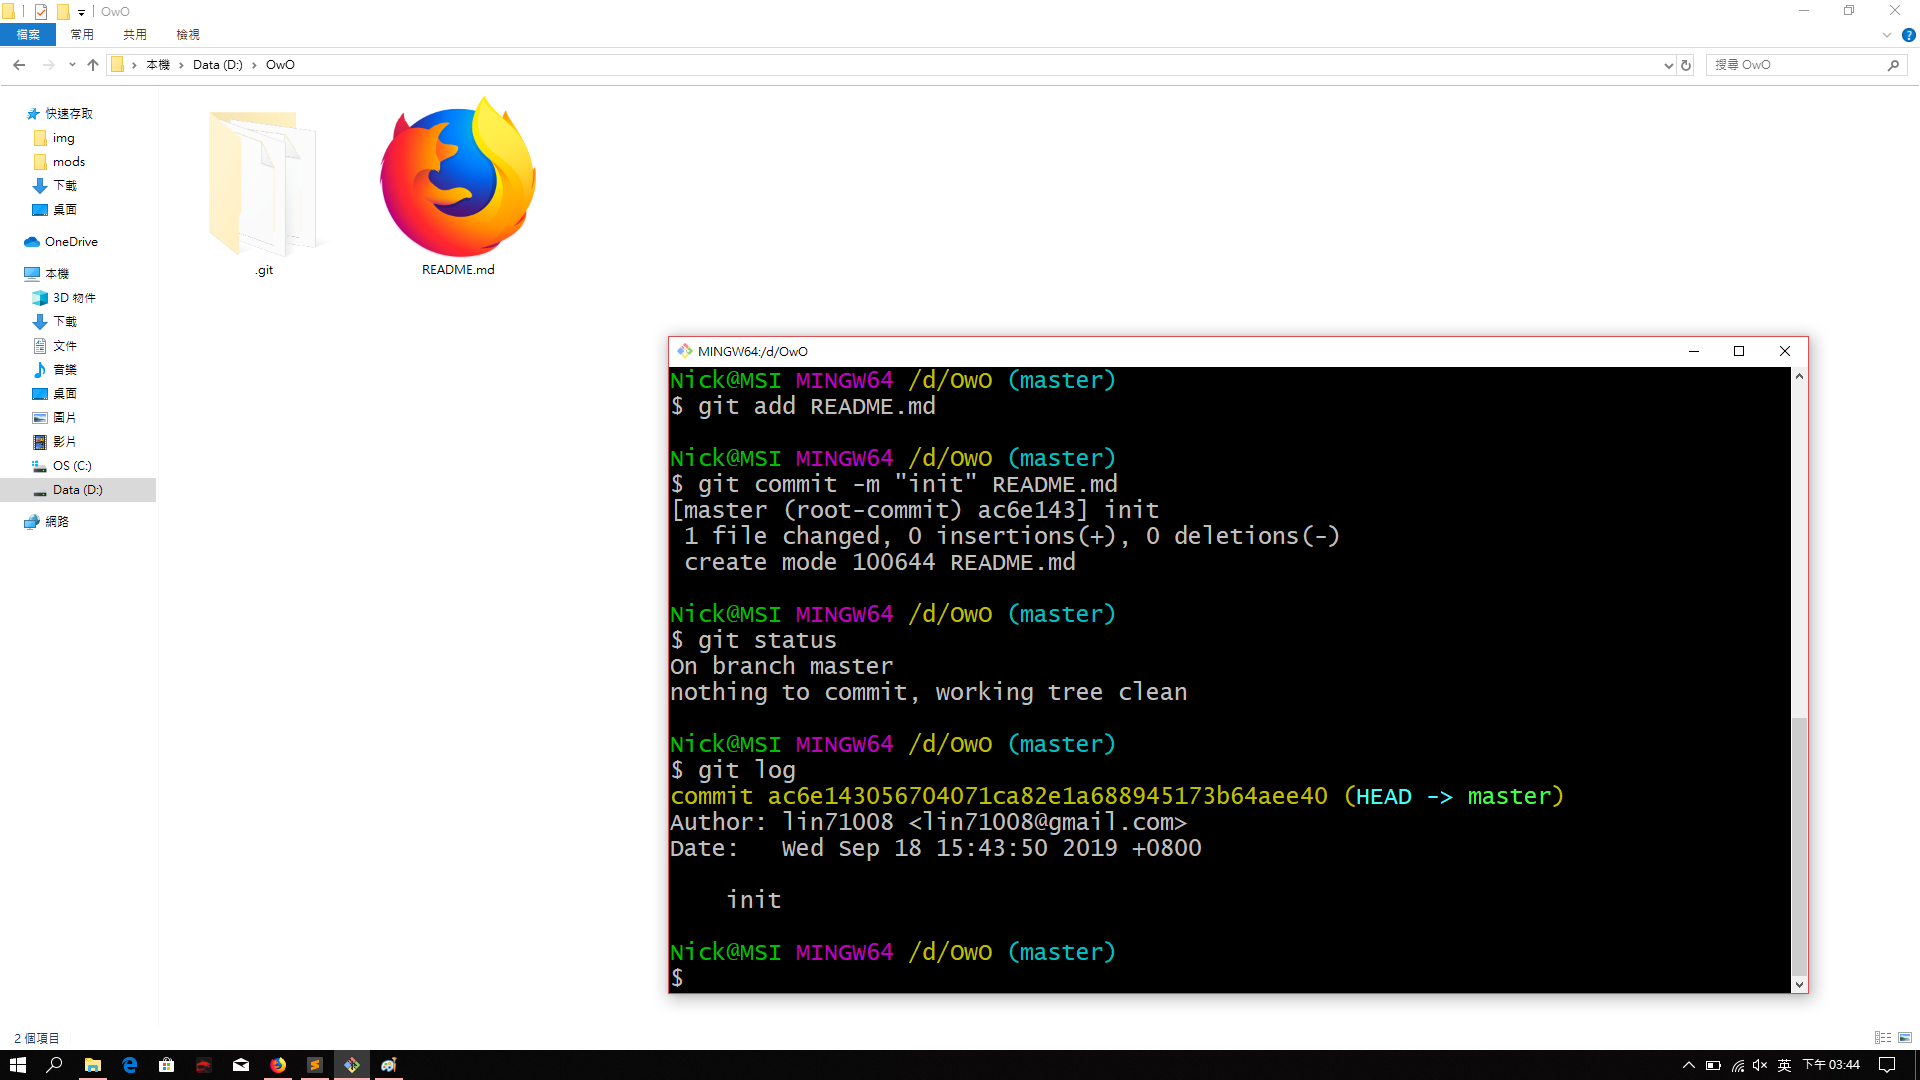 OwO
檔案 常用 共用 檢視
本機 Data (D:) OwO
搜尋 OwO
快速存取
img
mods
下載
桌面
OneDrive
本機
3D 物件
下載
文件
音樂
桌面
圖片
影片
OS (C:)
Data (D:)
網路
.git
README.md
MINGW64:/d/OwO
Nick@MSI MINGW64 /d/OwO (master)
$ git add README.md
Nick@MSI MINGW64 /d/OwO (master)
$ git commit -m "init" README.md
[master (root-commit) ac6e143] init
1 file changed, 0 insertions(+), 0 deletions(-)
create mode 100644 README.md
Nick@MSI MINGW64 /d/OwO (master)
$ git status
On branch master
nothing to commit, working tree clean
Nick@MSI MINGW64 /d/OwO (master)
$ git log
commit ac6e143056704071ca82e1a688945173b64aee40 (HEAD -> master)
Author: lin71008 <lin71008@gmail.com>
Date:   Wed Sep 18 15:43:50 2019 +0800
init
Nick@MSI MINGW64 /d/OwO (master)
$
2 個項目
英 下午 03:44